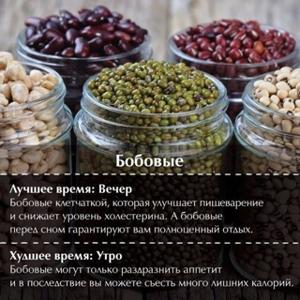 Бобовые
Лучшее время: Вечер
Бобовые клетчаткой, которая улучшает пищеварение
и снижает уровень холестерина. А бобовые
перед сном гарантируют вам полноценный отдых.
Худшее время: Утро
Бобовые могут только раздразнить аппетит
и в последствие вы можете съесть много лишних калорий.